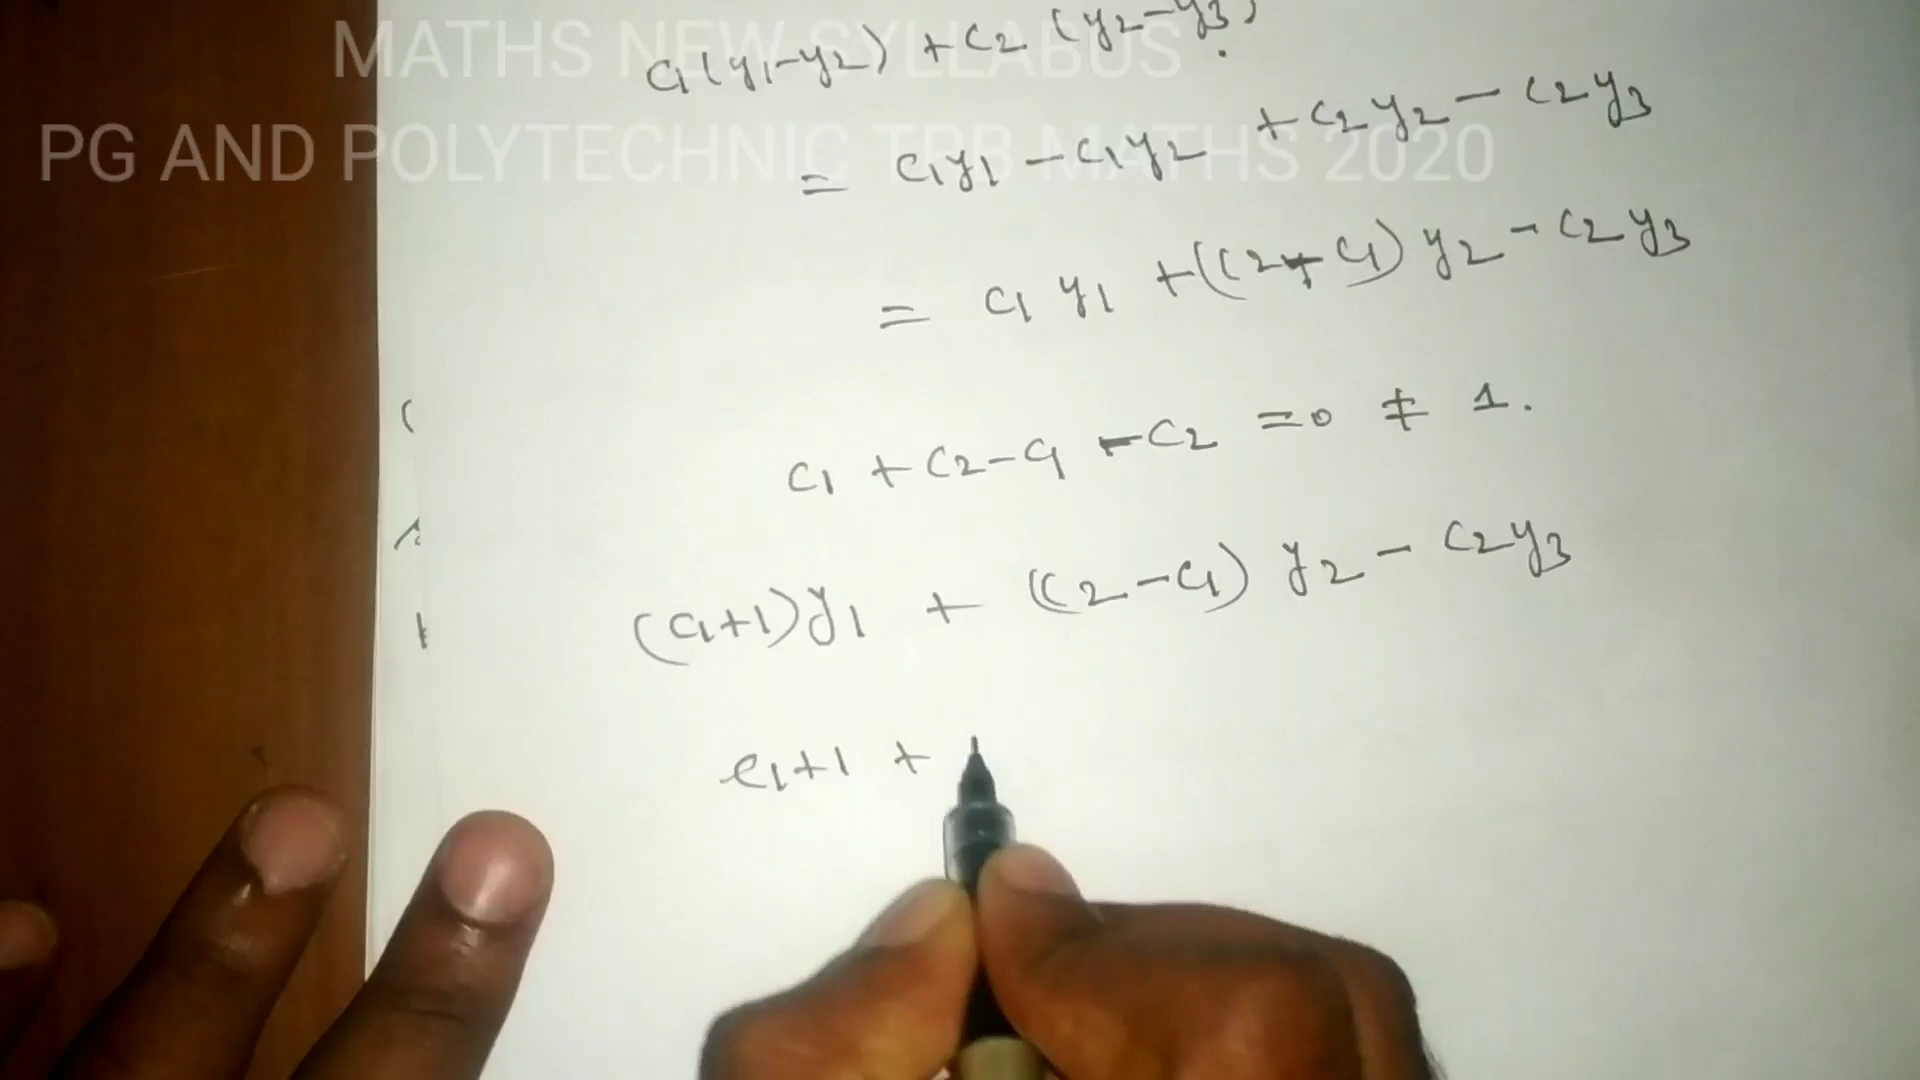 MATHS NEW SYLLABUS
PG AND POLYTECHNIC TRB MATHS 2020
c1(y1-y2) + c2 (y2-y3)
= c1y1 - c1y2 + c2y2 - c2y3
= c1 y1 + (c2-c1) y2 - c2y3
c1 + c2 - c1 - c2 = 0 ≠ 1.
(c1+1)y1 + (c2-c1) y2 - c2y3
c1+1 +